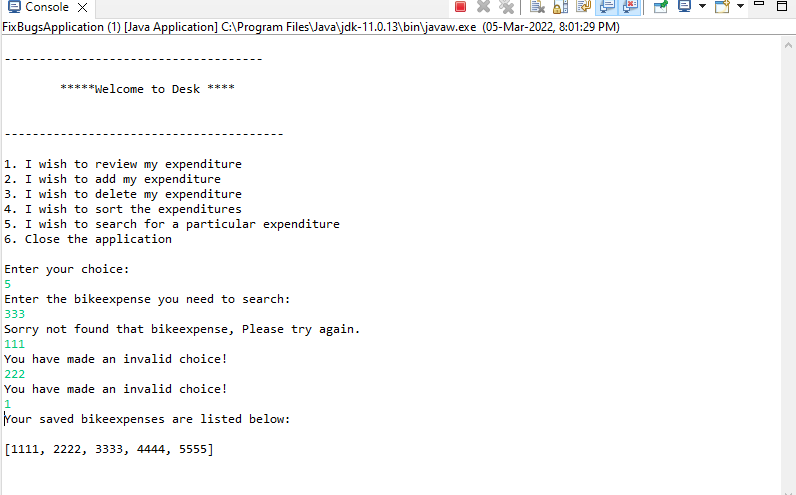 Console
FixBugsApplication (1) [Java Application] C:\Program Files\Java\jdk-11.0.13\bin\javaw.exe (05-Mar-2022, 8:01:29 PM)
-------------------------------------
*****Welcome to Desk ****
----------------------------------------
1. I wish to review my expenditure
2. I wish to add my expenditure
3. I wish to delete my expenditure
4. I wish to sort the expenditures
5. I wish to search for a particular expenditure
6. Close the application
Enter your choice:
5
Enter the bikeexpense you need to search:
333
Sorry not found that bikeexpense, Please try again.
111
You have made an invalid choice!
222
You have made an invalid choice!
1
Your saved bikeexpenses are listed below:
[1111, 2222, 3333, 4444, 5555]